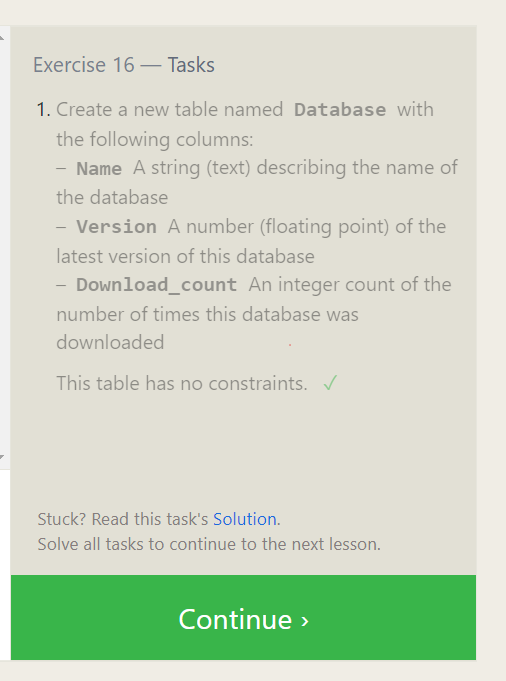 Exercise 16 — Tasks
1. Create a new table named Database with
the following columns:
– Name A string (text) describing the name of
the database
– Version A number (floating point) of the
latest version of this database
– Download_count An integer count of the
number of times this database was
downloaded
This table has no constraints. ✓
Stuck? Read this task's Solution.
Solve all tasks to continue to the next lesson.
Continue ›